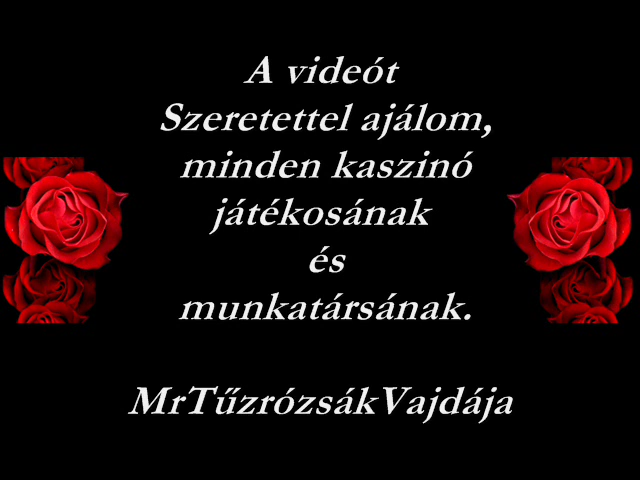 A videót
Szeretettel ajálom,
minden kaszinó
játékosának
és
munkatársának.
MrTűzrózsákVajdája